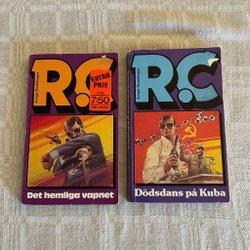 R.C
EXTRA
PRIS
7:50
Det hemliga vapnet
R.C
Dödsdans på Kuba